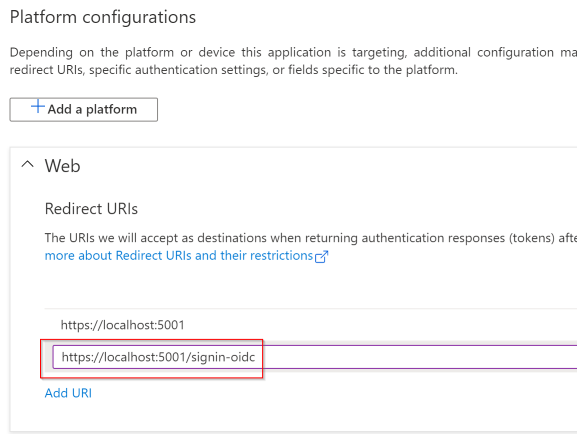 Platform configurations
Depending on the platform or device this application is targeting, additional configuration ma
redirect URIs, specific authentication settings, or fields specific to the platform.
Add a platform
Web
Redirect URIs
The URIs we will accept as destinations when returning authentication responses (tokens) afte
more about Redirect URIs and their restrictions
https://localhost:5001
https://localhost:5001/signin-oidc
Add URI